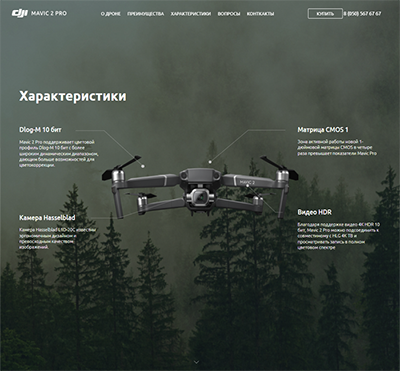 dji MAVIC 2 PRO О ДРОНЕ ПРЕИМУЩЕСТВА ХАРАКТЕРИСТИКИ ВОПРОСЫ КОНТКАКТЫ КУПИТЬ 8 (050) 567 67 67
Характеристики
Dlog-M 10 бит
Mavic 2 Pro поддерживает цветовой
профиль Dlog-M 10 бит с более
широким динамическим диапазоном,
дающим больше возможностей для
цветокоррекции.
Матрица CMOS 1
Зона активной работы новой 1-
дюймовой матрицы CMOS в четыре
раза превышает показатели Mavic Pro
Камера Hasselblad
Камера Hasselblad L1D-20C известны
эргономичным дизайном и
превосходным качеством
изображений.
Видео HDR
Благодаря поддержке видео 4K HDR 10
бит, Mavic 2 Pro можно подсоединить к
совместимому с HLG 4K ТВ и
просматривать запись в полном
цветовом спектре